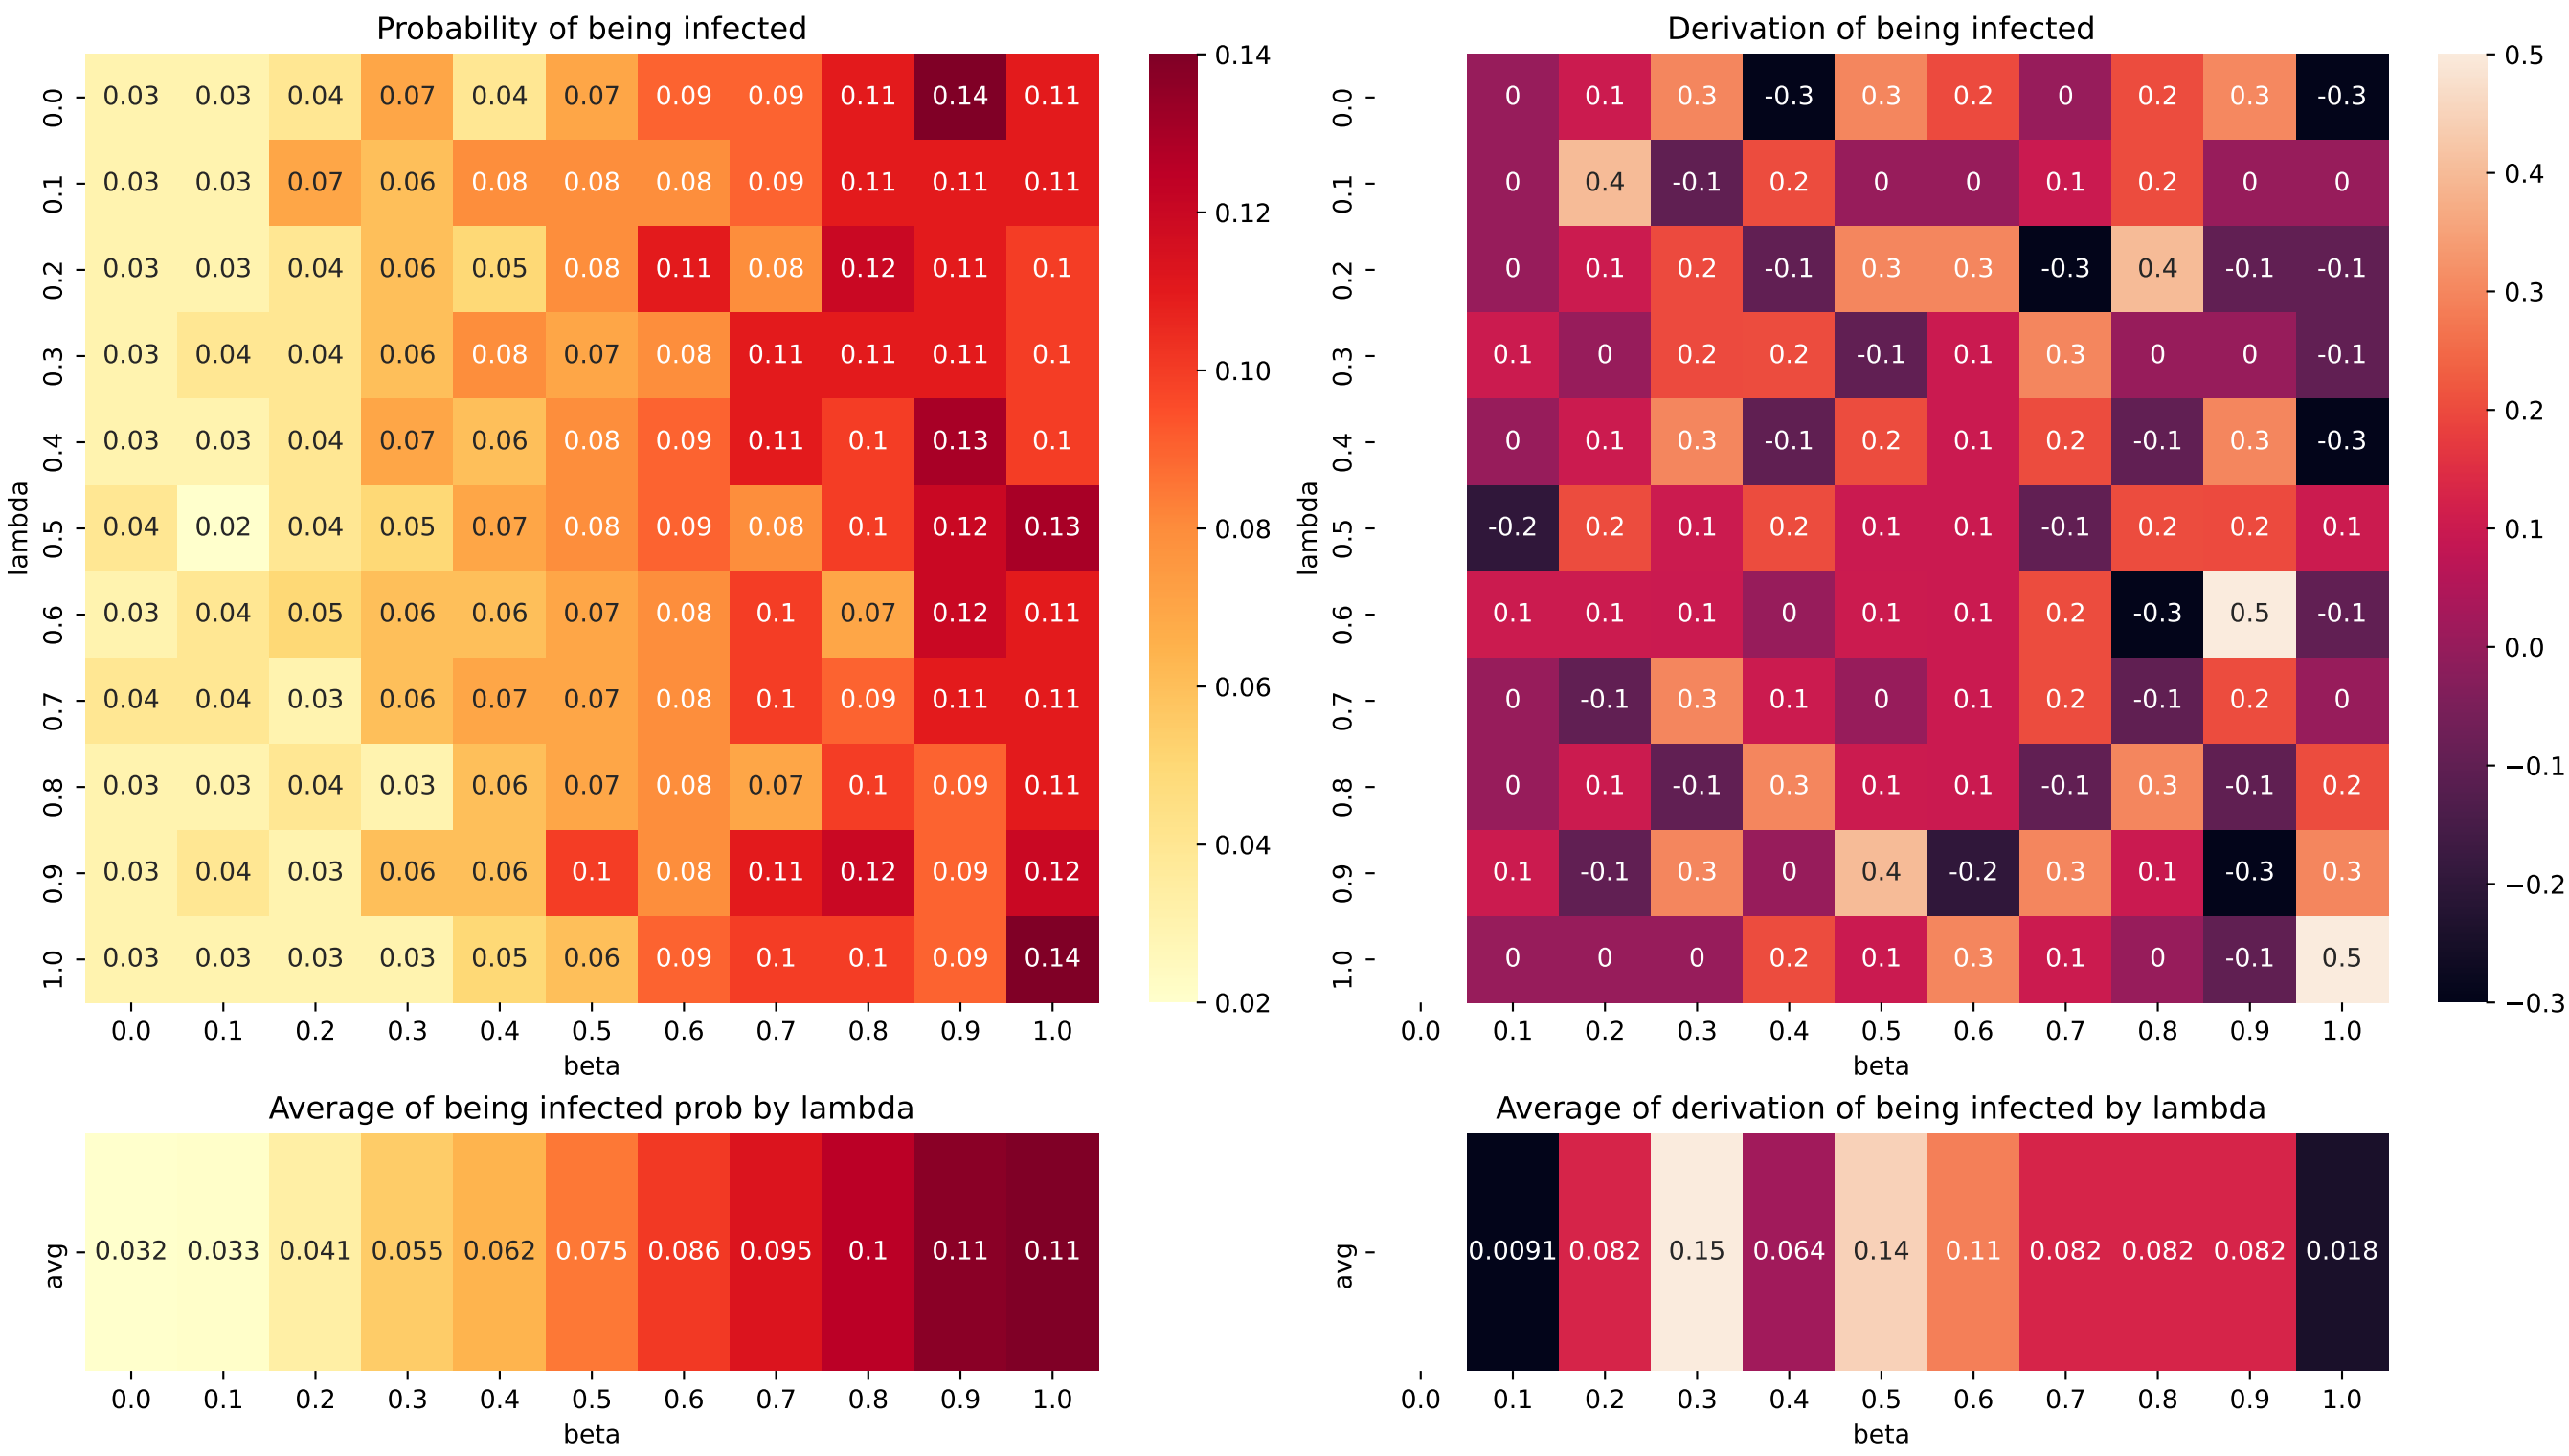 Probability of being infected
0.0 0.03 0.03 0.04 0.07 0.04 0.07 0.09 0.09 0.11 0.14 0.11
0.1 0.03 0.03 0.07 0.06 0.08 0.08 0.08 0.09 0.11 0.11 0.11
0.2 0.03 0.03 0.04 0.06 0.05 0.08 0.11 0.08 0.12 0.11 0.1
0.3 0.03 0.04 0.04 0.06 0.08 0.07 0.08 0.11 0.11 0.11 0.1
0.4 0.03 0.03 0.04 0.07 0.06 0.08 0.09 0.11 0.1 0.13 0.1
0.5 0.04 0.02 0.04 0.05 0.07 0.08 0.09 0.08 0.1 0.12 0.13
0.6 0.03 0.04 0.05 0.06 0.06 0.07 0.08 0.1 0.07 0.12 0.11
0.7 0.04 0.04 0.03 0.06 0.07 0.07 0.08 0.1 0.09 0.11 0.11
0.8 0.03 0.03 0.04 0.03 0.06 0.07 0.08 0.07 0.1 0.09 0.11
0.9 0.03 0.04 0.03 0.06 0.06 0.1 0.08 0.11 0.12 0.09 0.12
1.0 0.03 0.03 0.03 0.03 0.05 0.06 0.09 0.1 0.1 0.09 0.14
lambda
0.0 0.1 0.2 0.3 0.4 0.5 0.6 0.7 0.8 0.9 1.0
beta
0.14
0.12
0.10
0.08
0.06
0.04
0.02
Derivation of being infected
0.0 0 0.1 0.3 -0.3 0.3 0.2 0 0.2 0.3 -0.3
0.1 0 0.4 -0.1 0.2 0 0 0.1 0.2 0 0
0.2 0 0.1 0.2 -0.1 0.3 0.3 -0.3 0.4 -0.1 -0.1
0.3 0.1 0 0.2 0.2 -0.1 0.1 0.3 0 0 -0.1
0.4 0 0.1 0.3 -0.1 0.2 0.1 0.2 -0.1 0.3 -0.3
0.5 -0.2 0.2 0.1 0.2 0.1 0.1 -0.1 0.2 0.2 0.1
0.6 0.1 0.1 0.1 0 0.1 0.1 0.2 -0.3 0.5 -0.1
0.7 0 -0.1 0.3 0.1 0 0.1 0.2 -0.1 0.2 0
0.8 0 0.1 -0.1 0.3 0.1 0.1 -0.1 0.3 -0.1 0.2
0.9 0.1 -0.1 0.3 0 0.4 -0.2 0.3 0.1 -0.3 0.3
1.0 0 0 0 0.2 0.1 0.3 0.1 0 -0.1 0.5
lambda
0.0 0.1 0.2 0.3 0.4 0.5 0.6 0.7 0.8 0.9 1.0
beta
0.5
0.4
0.3
0.2
0.1
0.0
−0.1
−0.2
−0.3
Average of being infected prob by lambda
avg 0.032 0.033 0.041 0.055 0.062 0.075 0.086 0.095 0.1 0.11 0.11
0.0 0.1 0.2 0.3 0.4 0.5 0.6 0.7 0.8 0.9 1.0
beta
Average of derivation of being infected by lambda
avg 0.0091 0.082 0.15 0.064 0.14 0.11 0.082 0.082 0.082 0.018
0.0 0.1 0.2 0.3 0.4 0.5 0.6 0.7 0.8 0.9 1.0
beta